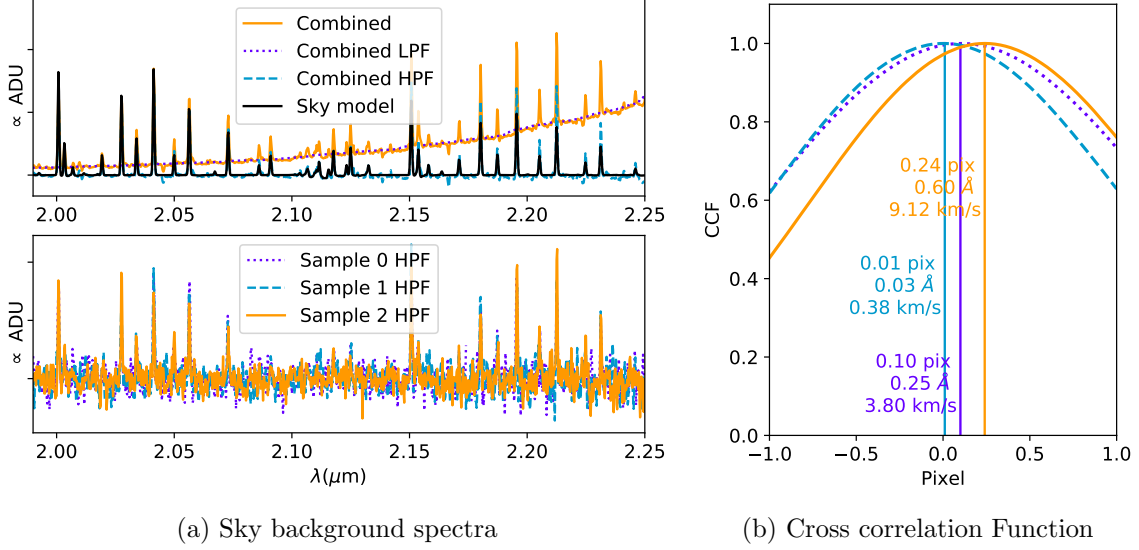 ∝ ADU
Combined
Combined LPF
Combined HPF
Sky model
2.00 2.05 2.10 2.15 2.20 2.25
∝ ADU
Sample 0 HPF
Sample 1 HPF
Sample 2 HPF
2.00 2.05 2.10 2.15 2.20 2.25
λ(μm)
(a) Sky background spectra
CCF
1.0
0.8
0.6
0.4
0.2
0.0
0.24 pix
0.60 Å
9.12 km/s
0.01 pix
0.03 Å
0.38 km/s
0.10 pix
0.25 Å
3.80 km/s
−1.0 −0.5 0.0 0.5 1.0
Pixel
(b) Cross correlation Function